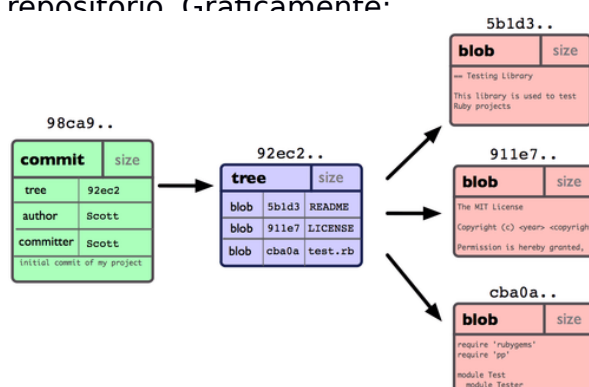 repositorio. Gráficamente:
98ca9..
commit size
tree 92ec2
author Scott
committer Scott
initial commit of my project
92ec2..
tree size
blob 5b1d3 README
blob 911e7 LICENSE
blob cba0a test.rb
5b1d3..
blob size
== Testing Library
This library is used to test
Ruby projects
911e7..
blob size
The MIT License
Copyright (c) <year> <copyrigh
Permission is hereby granted,
cba0a..
blob size
require 'rubygems'
require 'pp'
module Test
module Tester